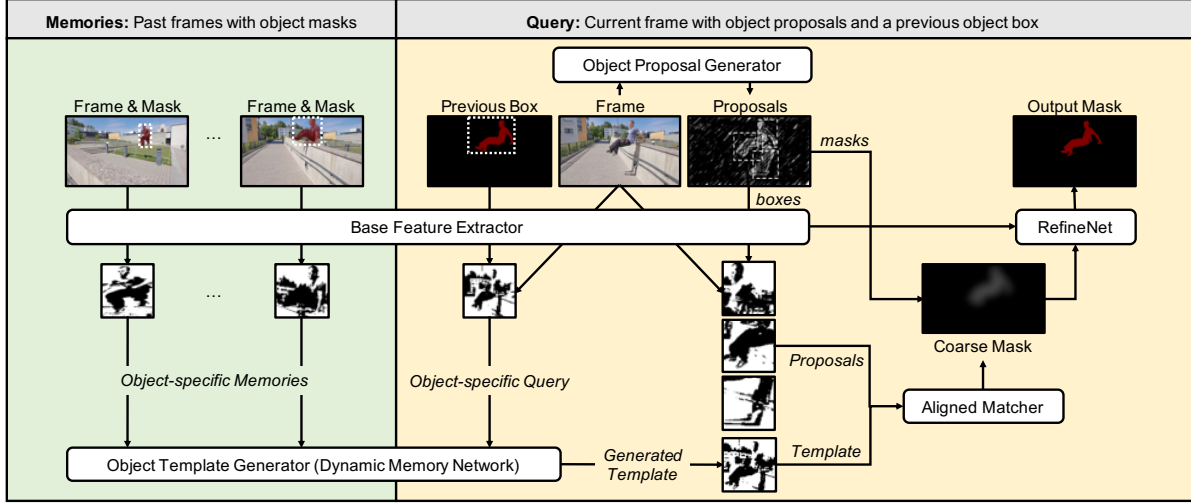 Memories: Past frames with object masks
Query: Current frame with object proposals and a previous object box
Object Proposal Generator
Frame & Mask
Frame & Mask
Previous Box
Frame
Proposals
Output Mask
...
masks
boxes
Base Feature Extractor
RefineNet
...
Coarse Mask
Object-specific Memories
Object-specific Query
Proposals
Aligned Matcher
Object Template Generator (Dynamic Memory Network)
Generated
Template
Template